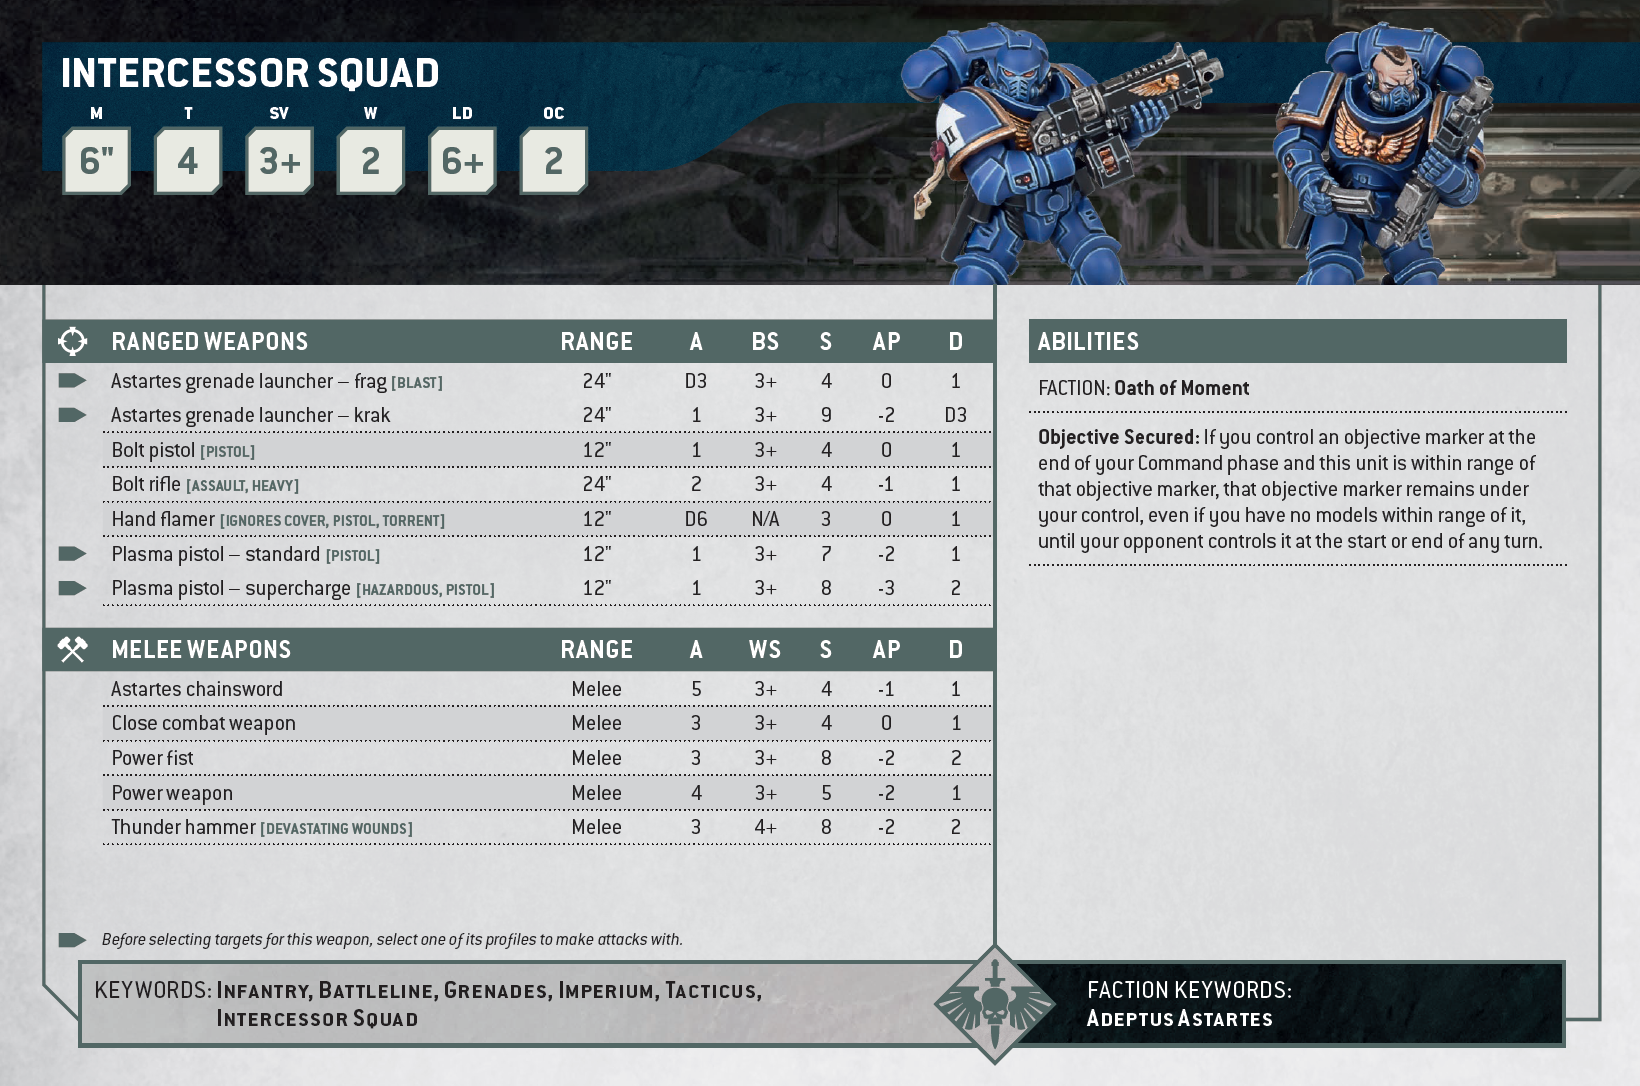 INTERCESSOR SQUAD
M T SV W LD OC
6" 4 3+ 2 6+ 2
II
RANGED WEAPONS RANGE A BS S AP D
Astartes grenade launcher – frag [BLAST] 24" D3 3+ 4 0 1
Astartes grenade launcher – krak 24" 1 3+ 9 -2 D3
Bolt pistol [PISTOL] 12" 1 3+ 4 0 1
Bolt rifle [ASSAULT, HEAVY] 24" 2 3+ 4 -1 1
Hand flamer [IGNORES COVER, PISTOL, TORRENT] 12" D6 N/A 3 0 1
Plasma pistol – standard [PISTOL] 12" 1 3+ 7 -2 1
Plasma pistol – supercharge [HAZARDOUS, PISTOL] 12" 1 3+ 8 -3 2
MELEE WEAPONS RANGE A WS S AP D
Astartes chainsword Melee 5 3+ 4 -1 1
Close combat weapon Melee 3 3+ 4 0 1
Power fist Melee 3 3+ 8 -2 2
Power weapon Melee 4 3+ 5 -2 1
Thunder hammer [DEVASTATING WOUNDS] Melee 3 4+ 8 -2 2
Before selecting targets for this weapon, select one of its profiles to make attacks with.
ABILITIES
FACTION: Oath of Moment
Objective Secured: If you control an objective marker at the
end of your Command phase and this unit is within range of
that objective marker, that objective marker remains under
your control, even if you have no models within range of it,
until your opponent controls it at the start or end of any turn.
KEYWORDS: INFANTRY, BATTLELINE, GRENADES, IMPERIUM, TACTICUS,
INTERCESSOR SQUAD
FACTION KEYWORDS:
ADEPTUS ASTARTES